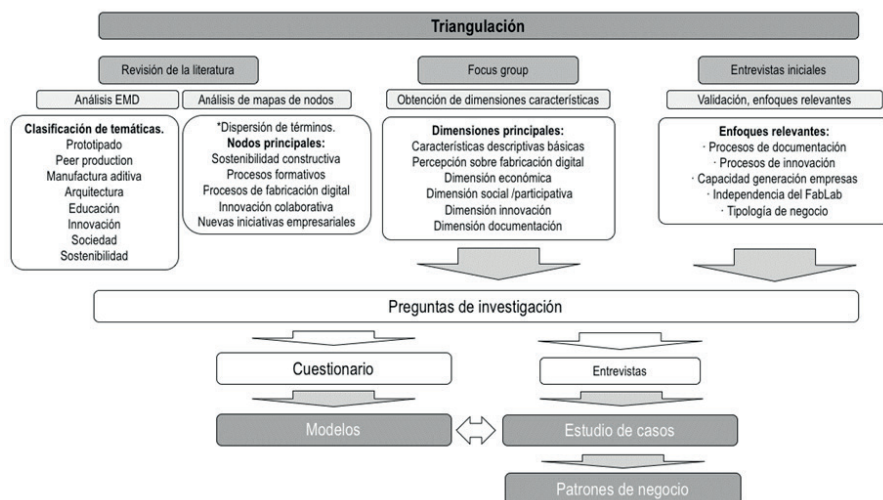 Triangulación
Revisión de la literatura
Focus group
Entrevistas iniciales
Análisis EMD
Análisis de mapas de nodos
Obtención de dimensiones características
Validación, enfoques relevantes
Clasificación de temáticas.
Prototipado
Peer production
Manufactura aditiva
Arquitectura
Educación
Innovación
Sociedad
Sostenibilidad
*Dispersión de términos.
Nodos principales:
Sostenibilidad constructiva
Procesos formativos
Procesos de fabricación digital
Innovación colaborativa
Nuevas iniciativas empresariales
Dimensiones principales:
Características descriptivas básicas
Percepción sobre fabricación digital
Dimensión económica
Dimensión social /participativa
Dimensión innovación
Dimensión documentación
Enfoques relevantes:
· Procesos de documentación
· Procesos de innovación
· Capacidad generación empresas
· Independencia del FabLab
· Tipología de negocio
Preguntas de investigación
Cuestionario
Entrevistas
Modelos
Estudio de casos
Patrones de negocio